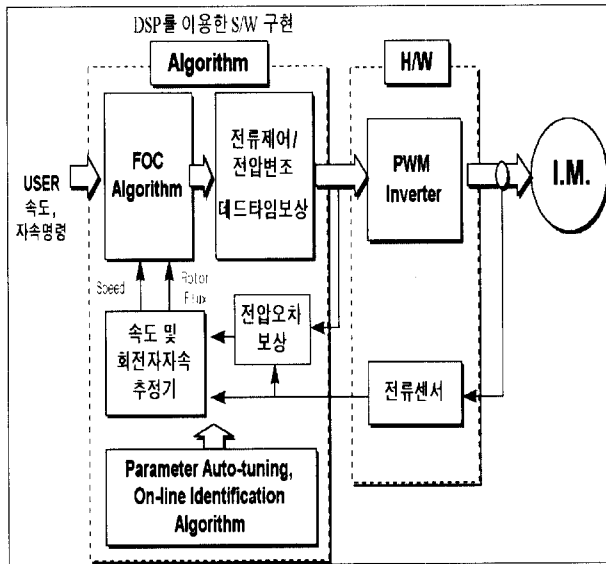 DSP를 이용한 S/W 구현
Algorithm
H/W
FOC
Algorithm
전류제어/
전압변조
데드타임보상
PWM
Inverter
I.M.
USER
속도,
자속명령
Speed
Rotor
Flux
속도 및
회전자자속
추정기
전압오차
보상
전류센서
Parameter Auto-tuning,
On-line Identification
Algorithm